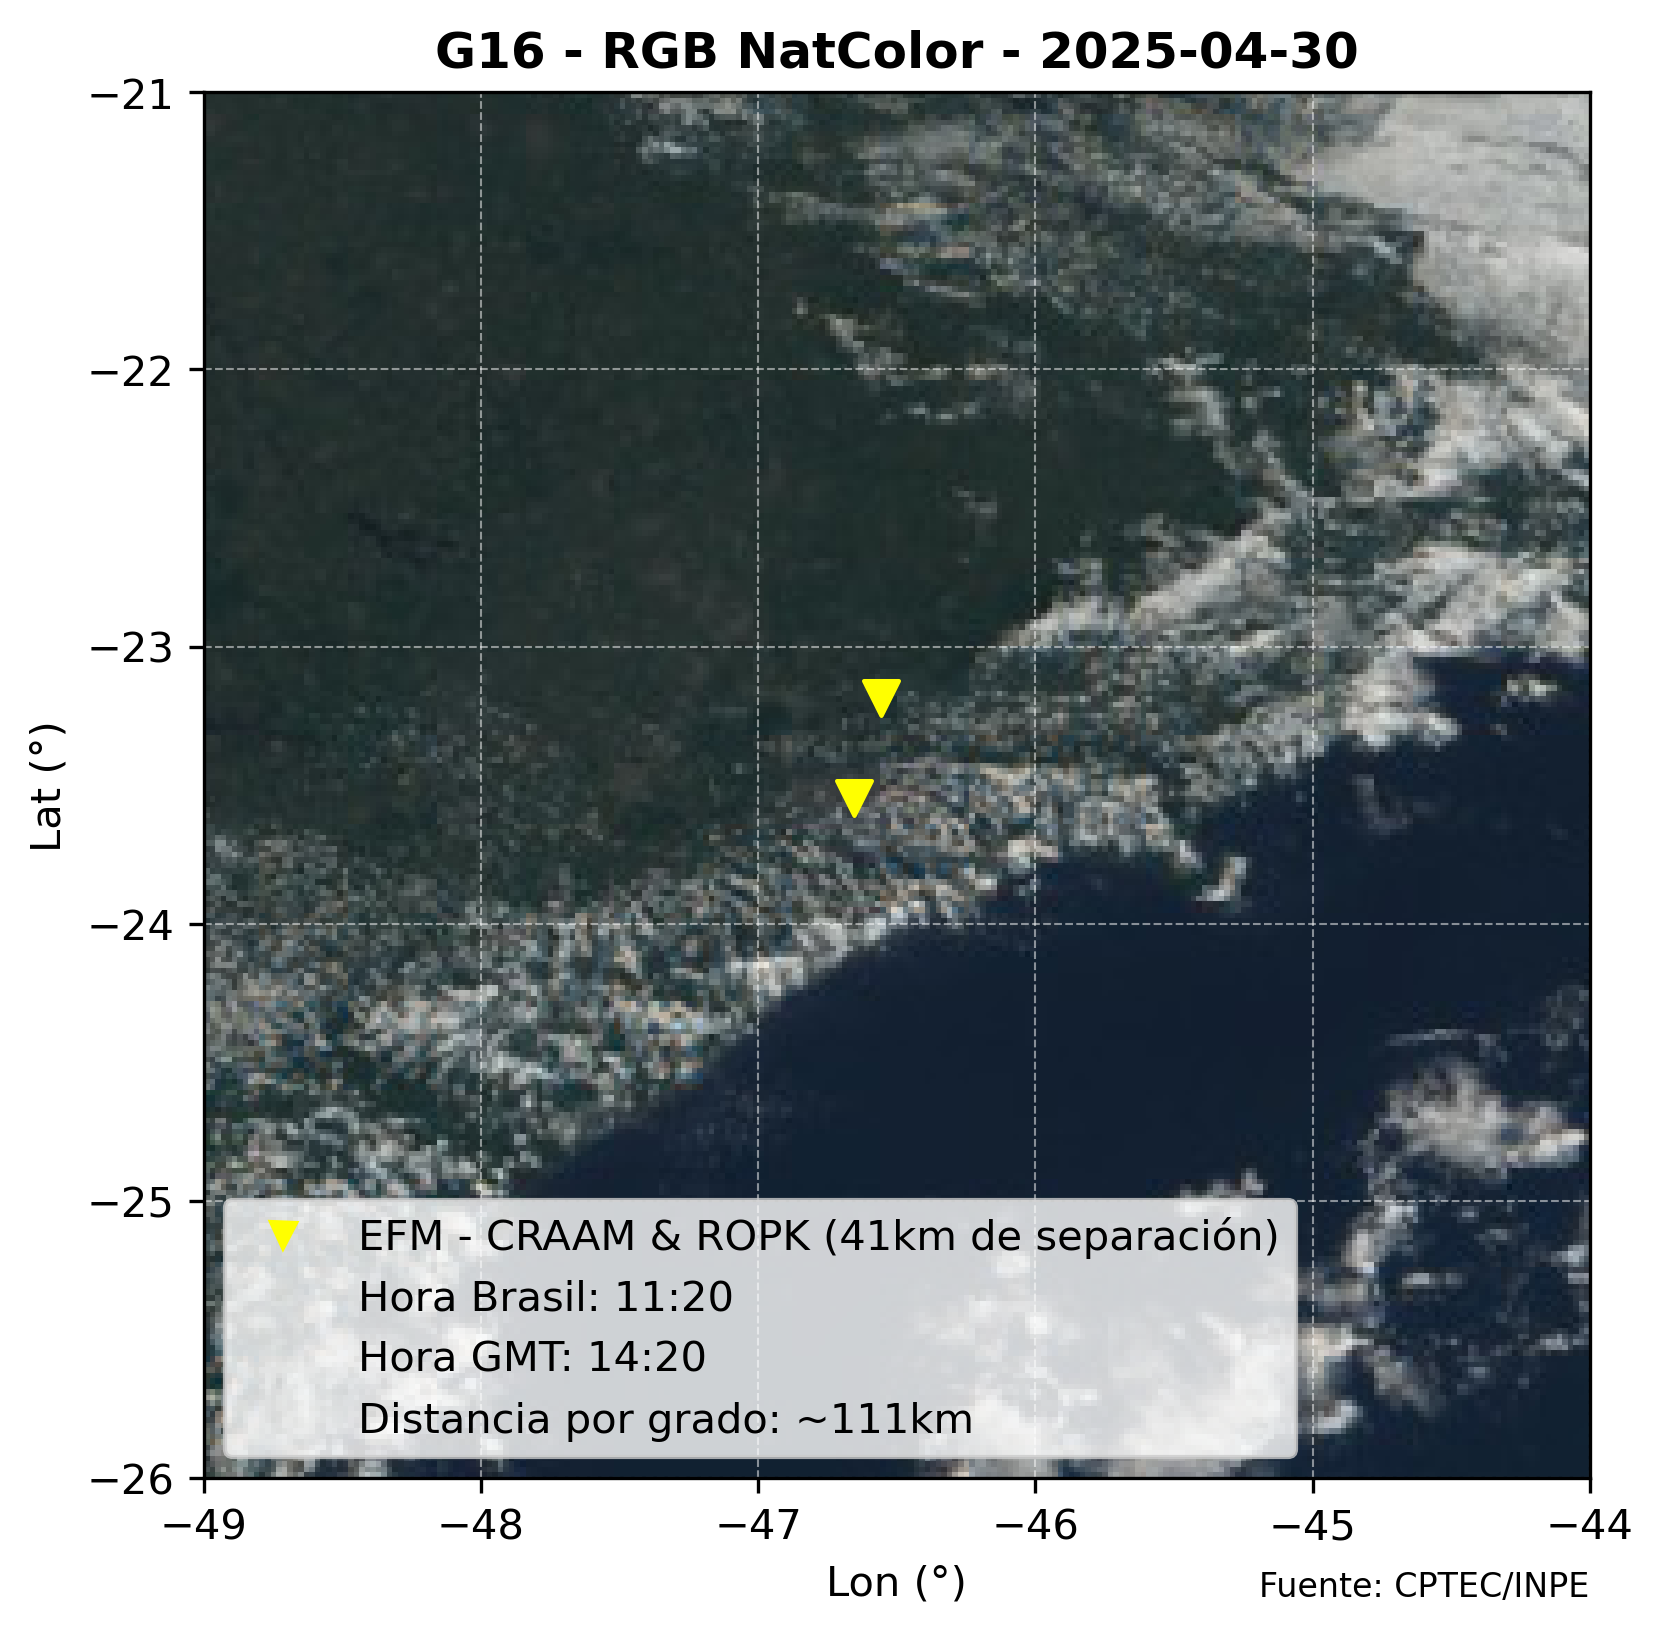 G16 - RGB NatColor - 2025-04-30
−21
−22
−23
−24
−25
−26
Lat (°)
EFM - CRAAM & ROPK (41km de separación)
Hora Brasil: 11:20
Hora GMT: 14:20
Distancia por grado: ~111km
−49
−48
−47
−46
−45
−44
Lon (°)
Fuente: CPTEC/INPE